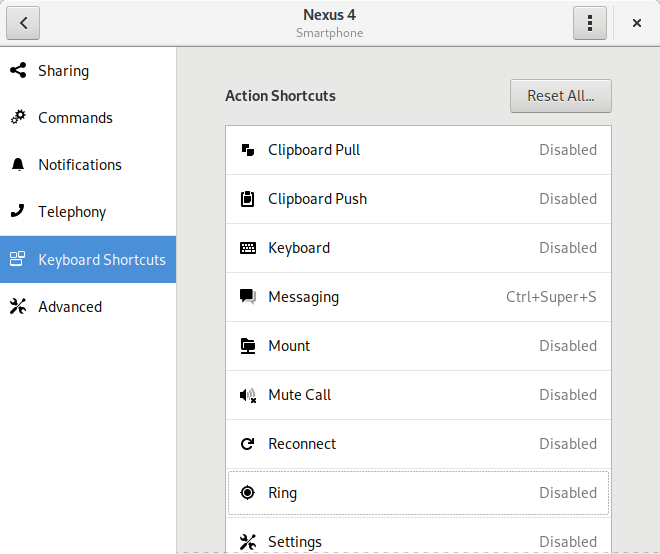 Nexus 4
Smartphone
Sharing
Commands
Notifications
Telephony
Keyboard Shortcuts
Advanced
Action Shortcuts
Reset All...
Clipboard Pull Disabled
Clipboard Push Disabled
Keyboard Disabled
Messaging Ctrl+Super+S
Mount Disabled
Mute Call Disabled
Reconnect Disabled
Ring Disabled
Settings Disabled